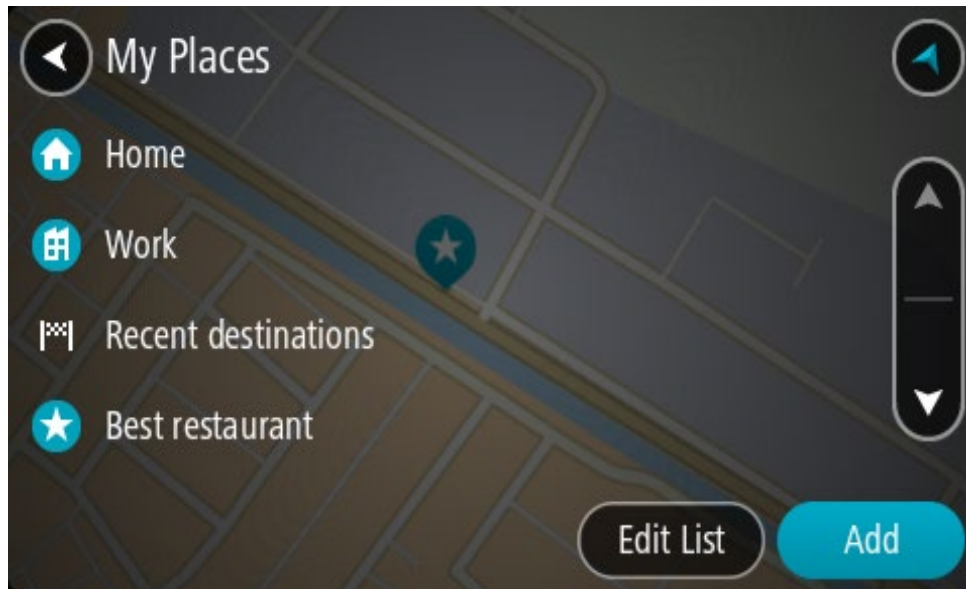 My Places
Home
Work
Recent destinations
Best restaurant
Edit List
Add